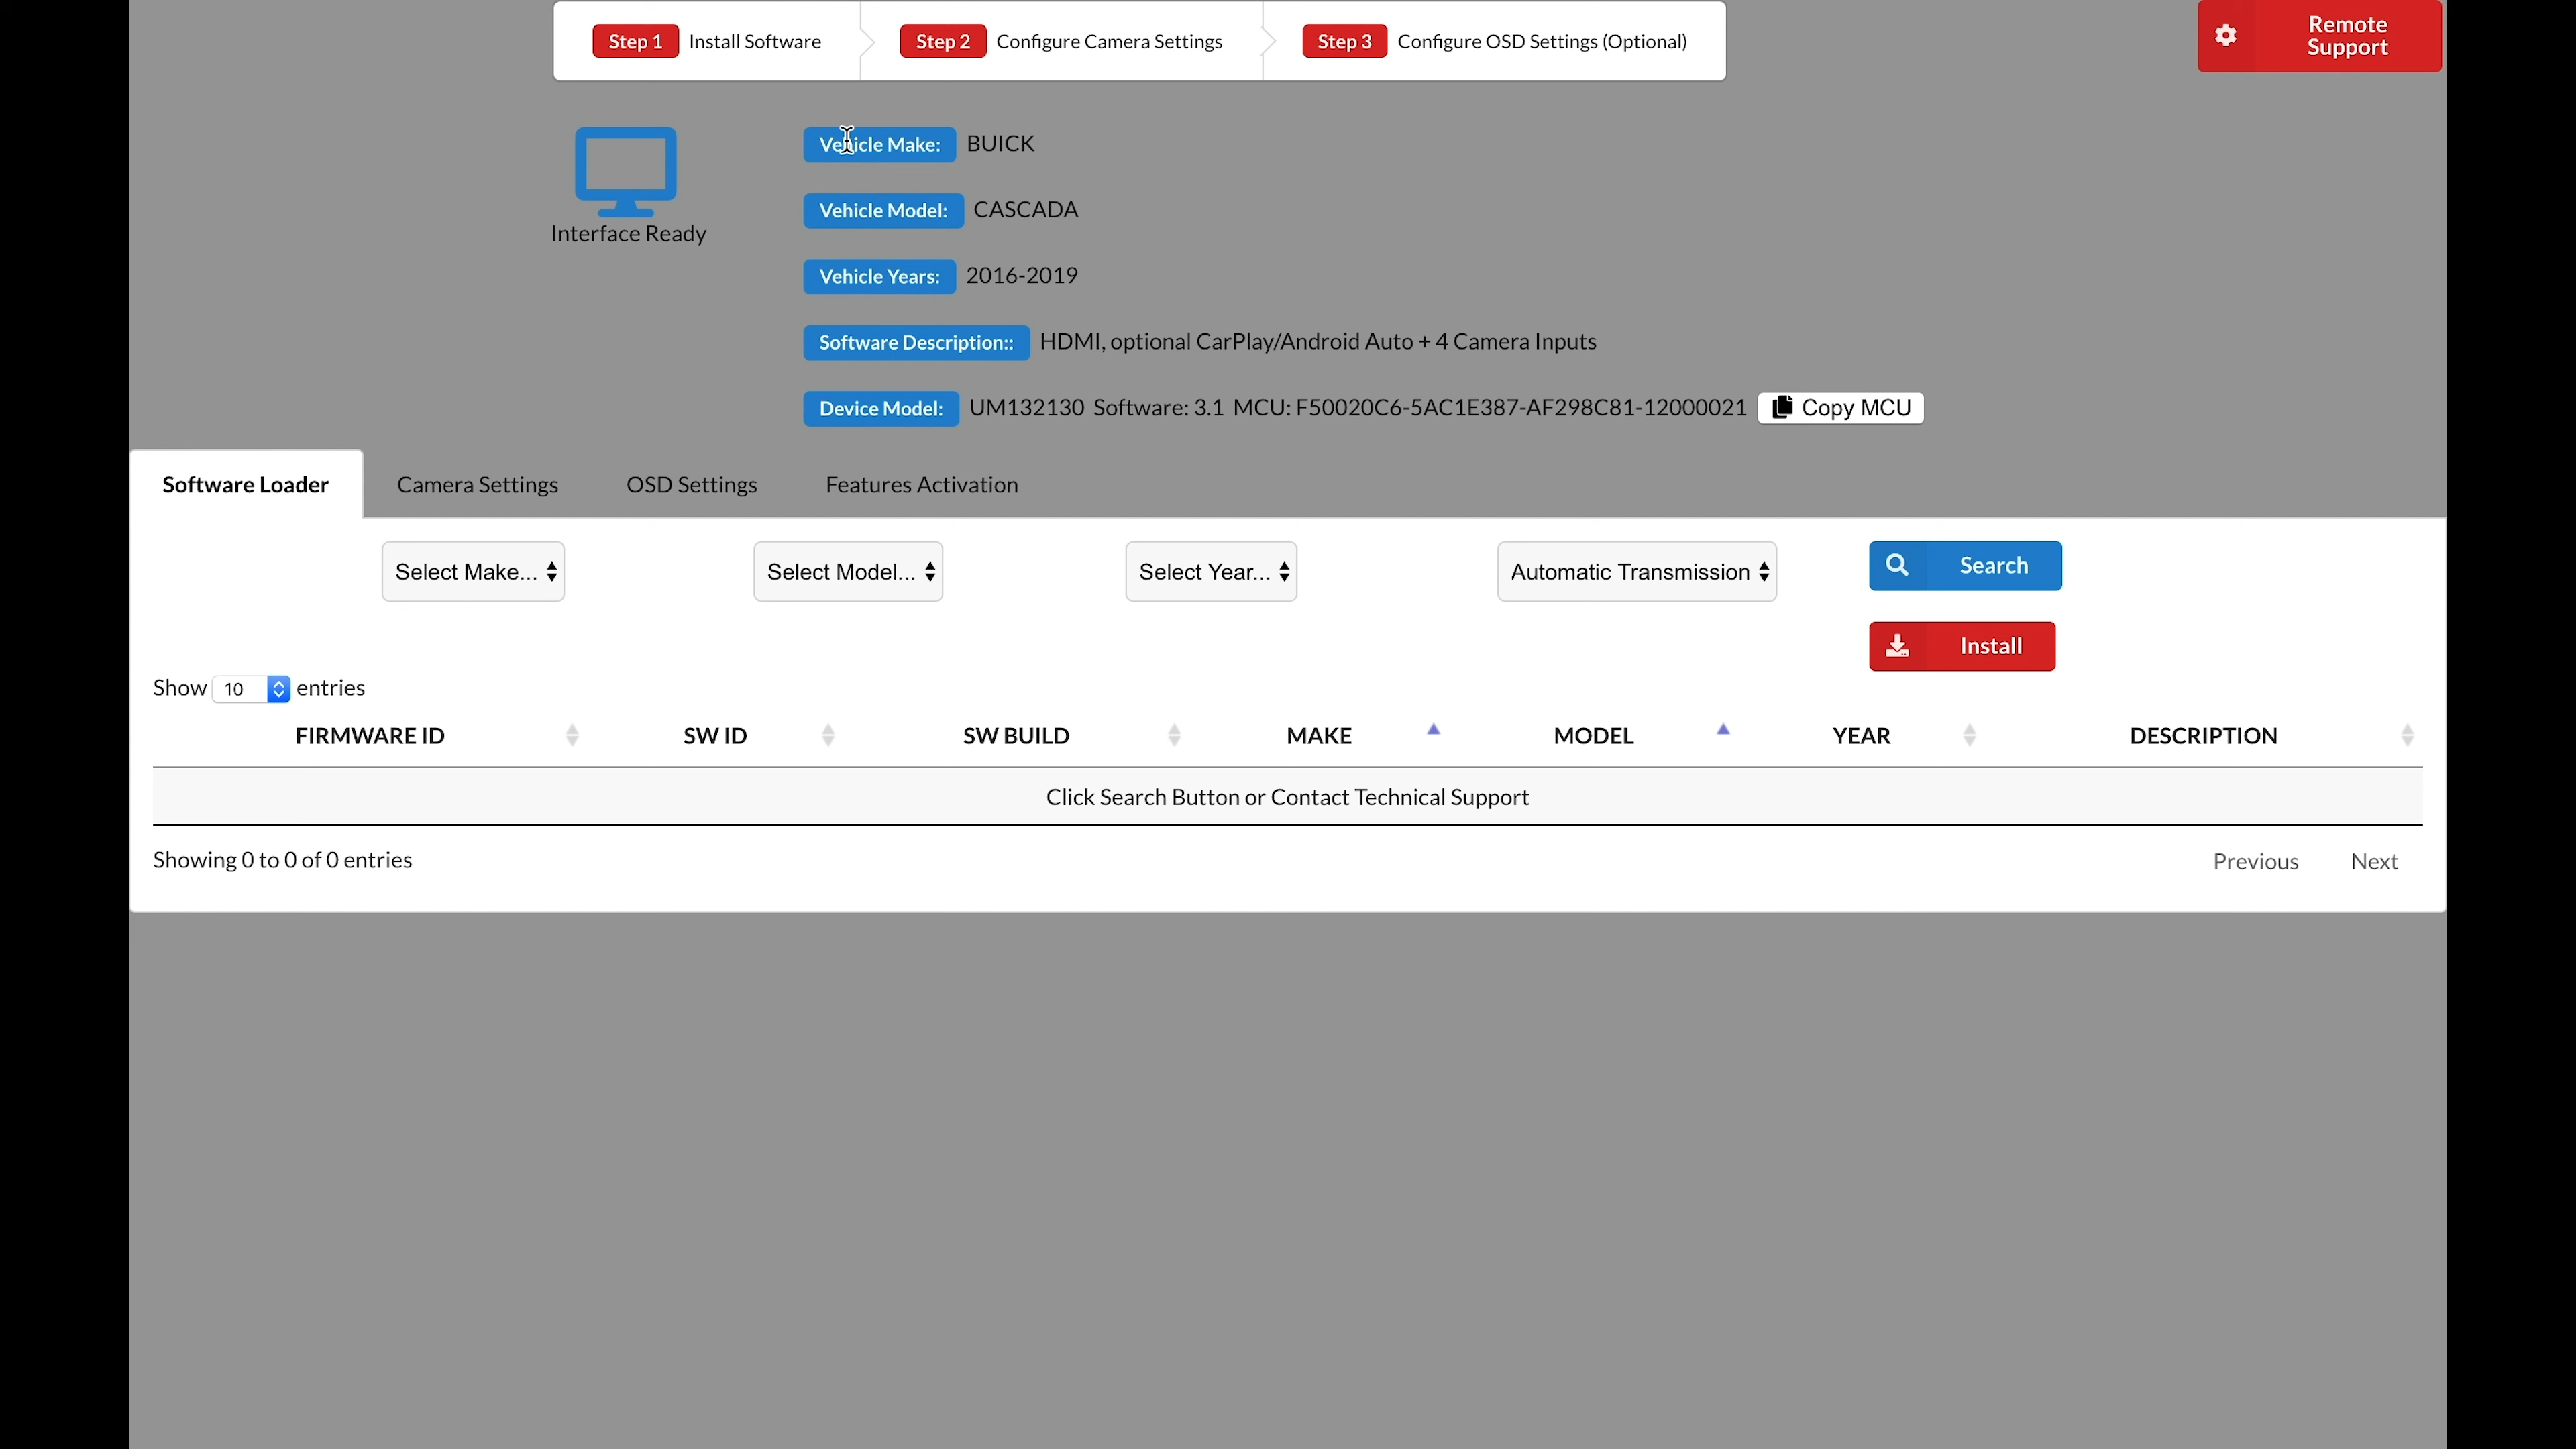 Step 1 Install Software Step 2 Configure Camera Settings Step 3 Configure OSD Settings (Optional)
Remote
Support
Interface Ready
Vehicle Make: BUICK
Vehicle Model: CASCADA
Vehicle Years: 2016-2019
Software Description:: HDMI, optional CarPlay/Android Auto + 4 Camera Inputs
Device Model: UM132130 Software: 3.1 MCU: F50020C6-5AC1E387-AF298C81-12000021 Copy MCU
Software Loader Camera Settings OSD Settings Features Activation
Select Make... Select Model... Select Year... Automatic Transmission Search
Install
Show 10 entries
FIRMWARE ID SW ID SW BUILD MAKE MODEL YEAR DESCRIPTION
Click Search Button or Contact Technical Support
Showing 0 to 0 of 0 entries Previous Next